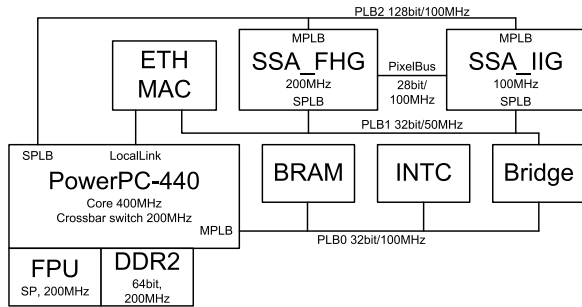 PLB2 128bit/100MHz
ETH
MAC
MPLB
SSA_FHG
200MHz
SPLB
PixelBus
28bit/
100MHz
MPLB
SSA_IIG
100MHz
SPLB
PLB1 32bit/50MHz
SPLB
LocalLink
PowerPC-440
Core 400MHz
Crossbar switch 200MHz
MPLB
BRAM
INTC
Bridge
PLB0 32bit/100MHz
FPU
SP, 200MHz
DDR2
64bit,
200MHz